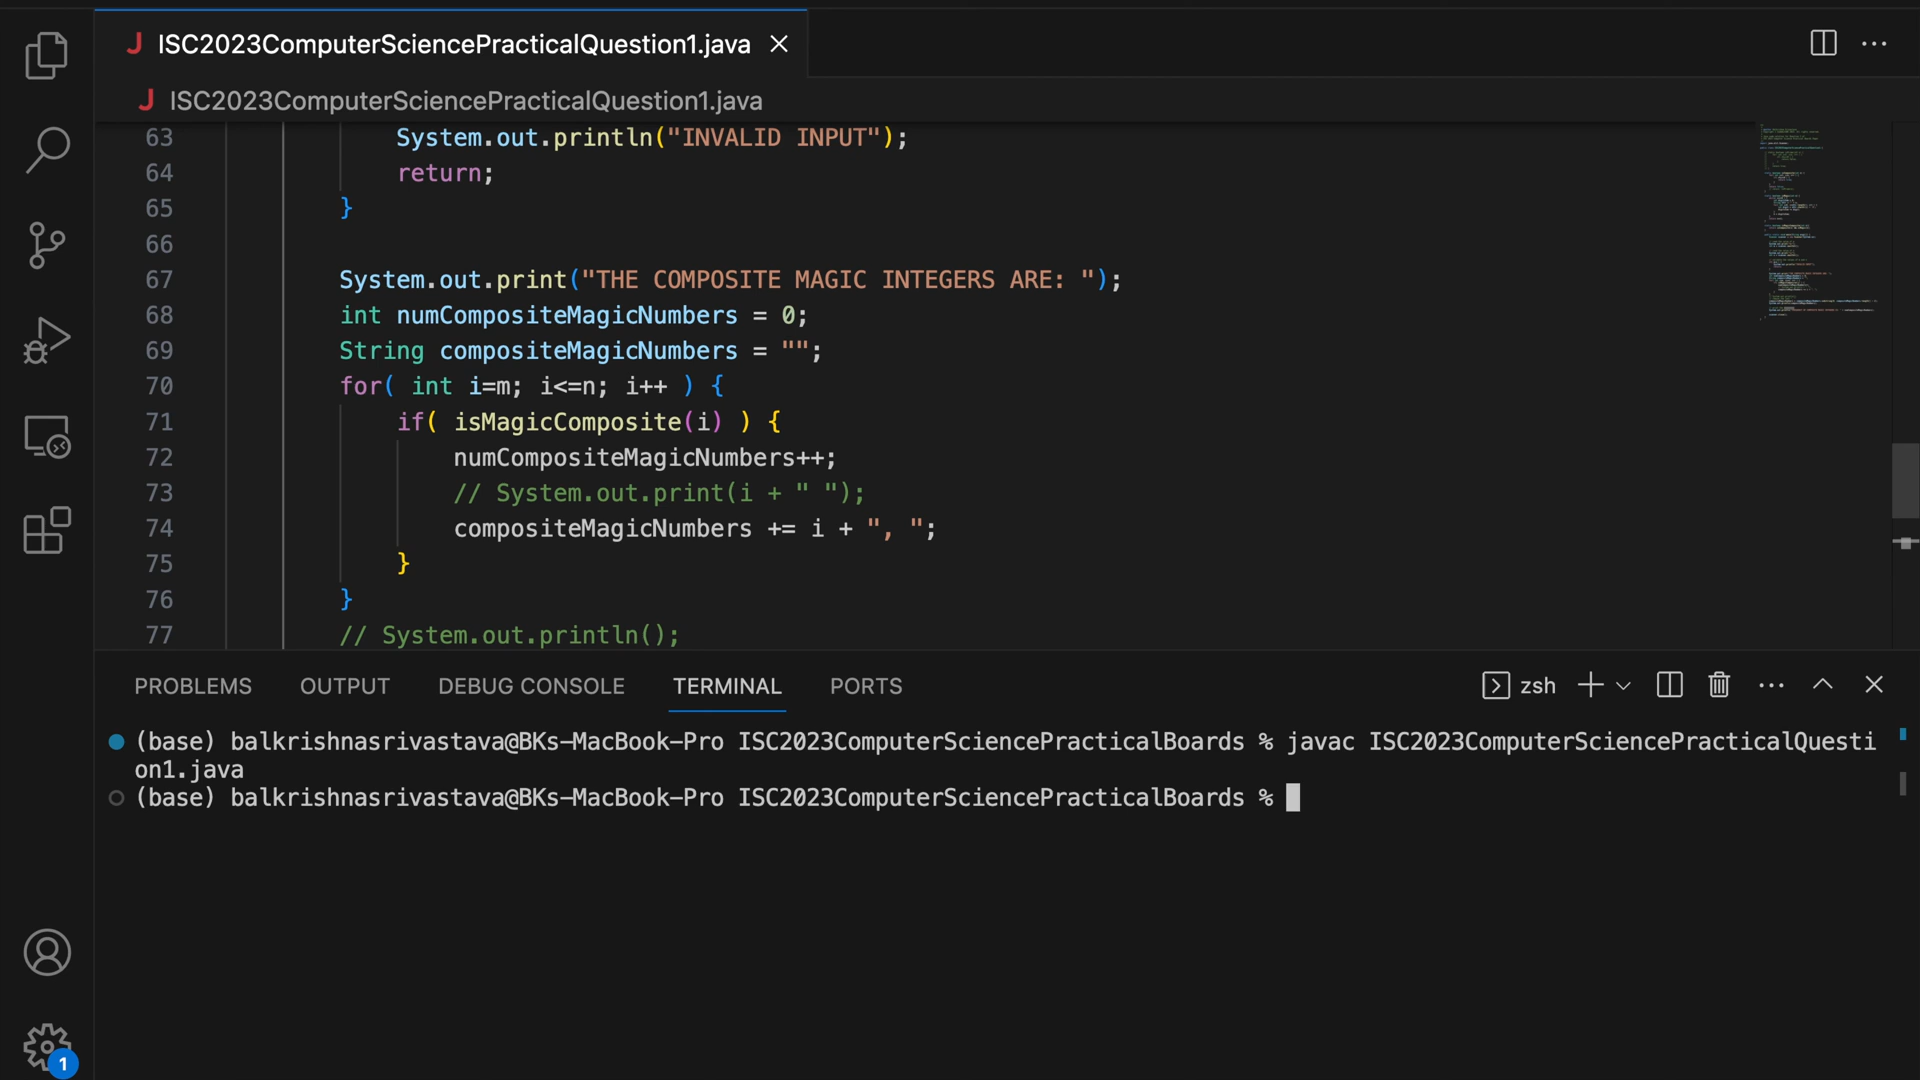 ISC2023ComputerSciencePracticalQuestion1.java
ISC2023ComputerSciencePracticalQuestion1.java
63 System.out.println("INVALID INPUT");
64 return;
65 }
66
67 System.out.print("THE COMPOSITE MAGIC INTEGERS ARE: ");
68 int numCompositeMagicNumbers = 0;
69 String compositeMagicNumbers = "";
70 for( int i=m; i<=n; i++ ) {
71 if( isMagicComposite(i) ) {
72 numCompositeMagicNumbers++;
73 // System.out.print(i + " ");
74 compositeMagicNumbers += i + ", ";
75 }
76 }
77 // System.out.println();
PROBLEMS OUTPUT DEBUG CONSOLE TERMINAL PORTS zsh
(base) balkrishnasrivastava@BKs-MacBook-Pro ISC2023ComputerSciencePracticalBoards % javac ISC2023ComputerSciencePracticalQuesti
on1.java
(base) balkrishnasrivastava@BKs-MacBook-Pro ISC2023ComputerSciencePracticalBoards %
1